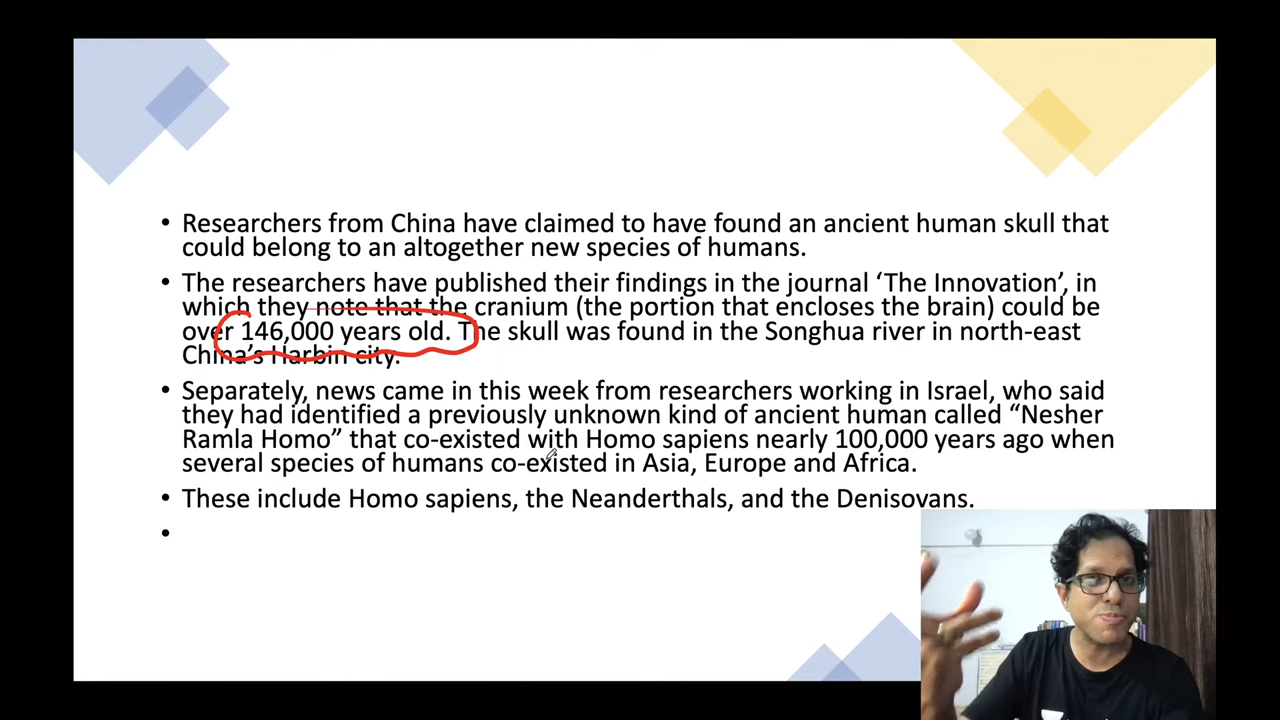 • Researchers from China have claimed to have found an ancient human skull that
could belong to an altogether new species of humans.
• The researchers have published their findings in the journal ‘The Innovation’, in
which they note that the cranium (the portion that encloses the brain) could be
over 146,000 years old. The skull was found in the Songhua river in north-east
China’s Harbin city.
• Separately, news came in this week from researchers working in Israel, who said
they had identified a previously unknown kind of ancient human called “Nesher
Ramla Homo” that co-existed with Homo sapiens nearly 100,000 years ago when
several species of humans co-existed in Asia, Europe and Africa.
• These include Homo sapiens, the Neanderthals, and the Denisovans.
•